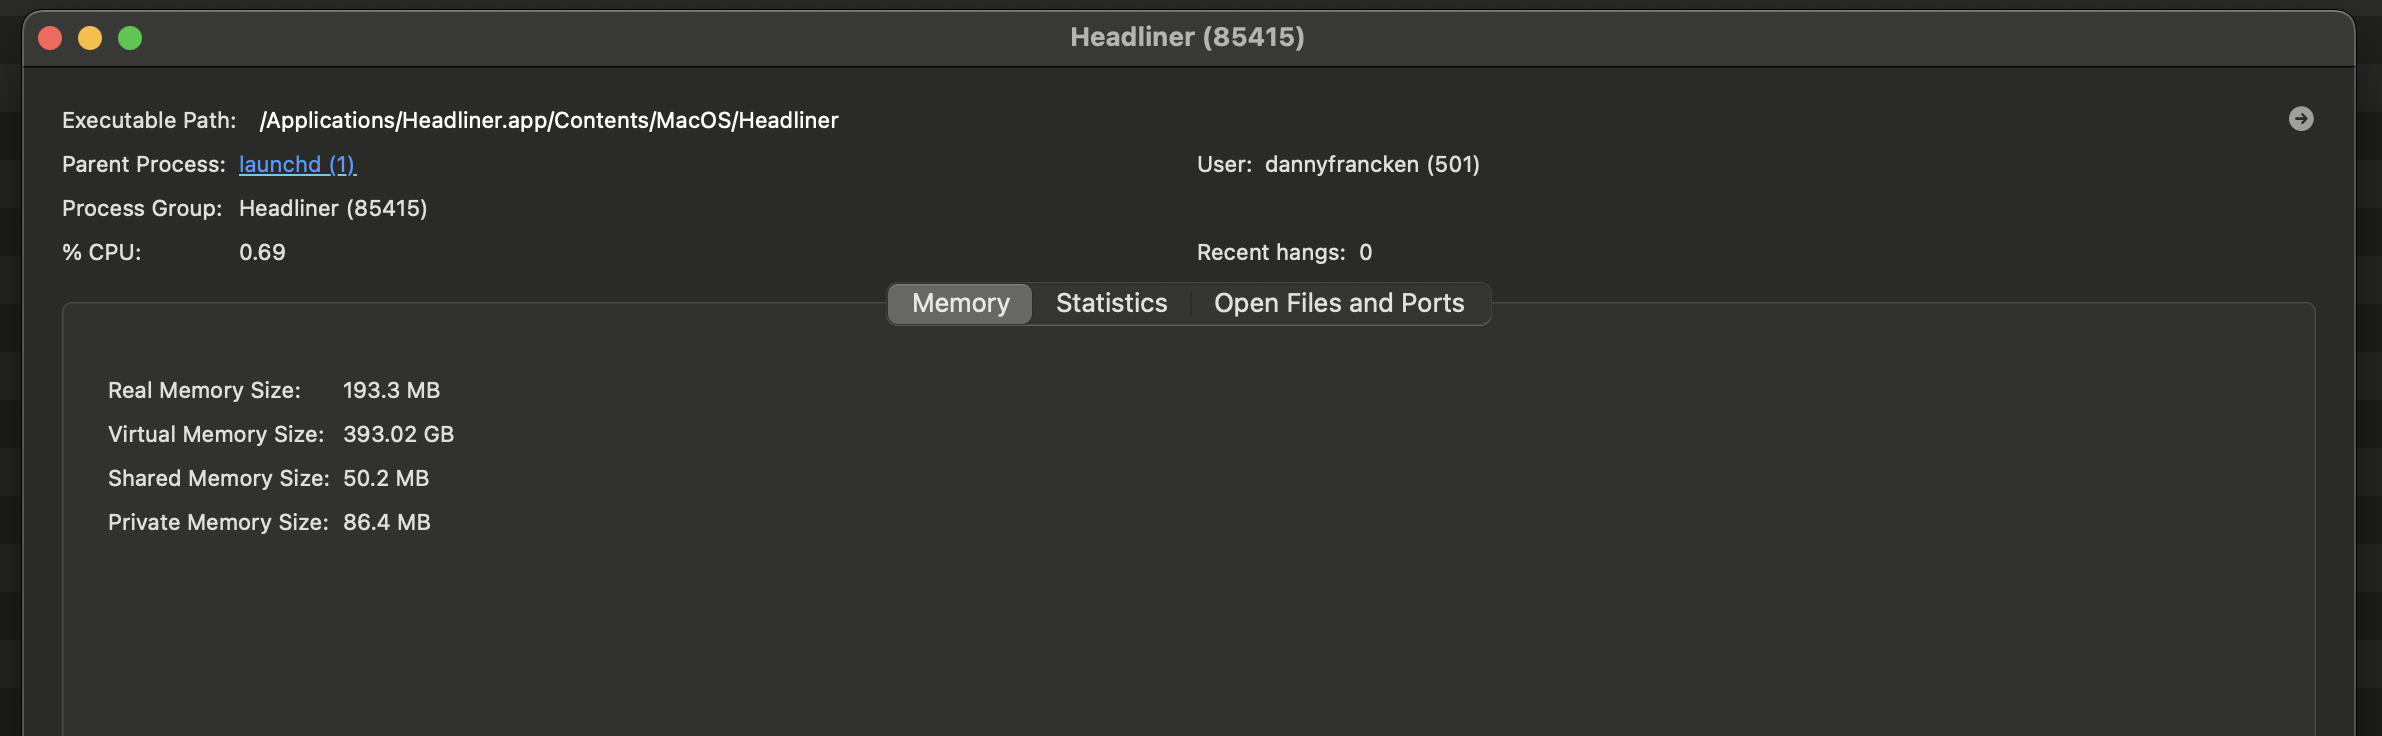 Headliner (85415)
Executable Path: /Applications/Headliner.app/Contents/MacOS/Headliner
Parent Process: launchd (1)
User: dannyfrancken (501)
Process Group: Headliner (85415)
% CPU: 0.69
Recent hangs: 0
Memory Statistics Open Files and Ports
Real Memory Size: 193.3 MB
Virtual Memory Size: 393.02 GB
Shared Memory Size: 50.2 MB
Private Memory Size: 86.4 MB